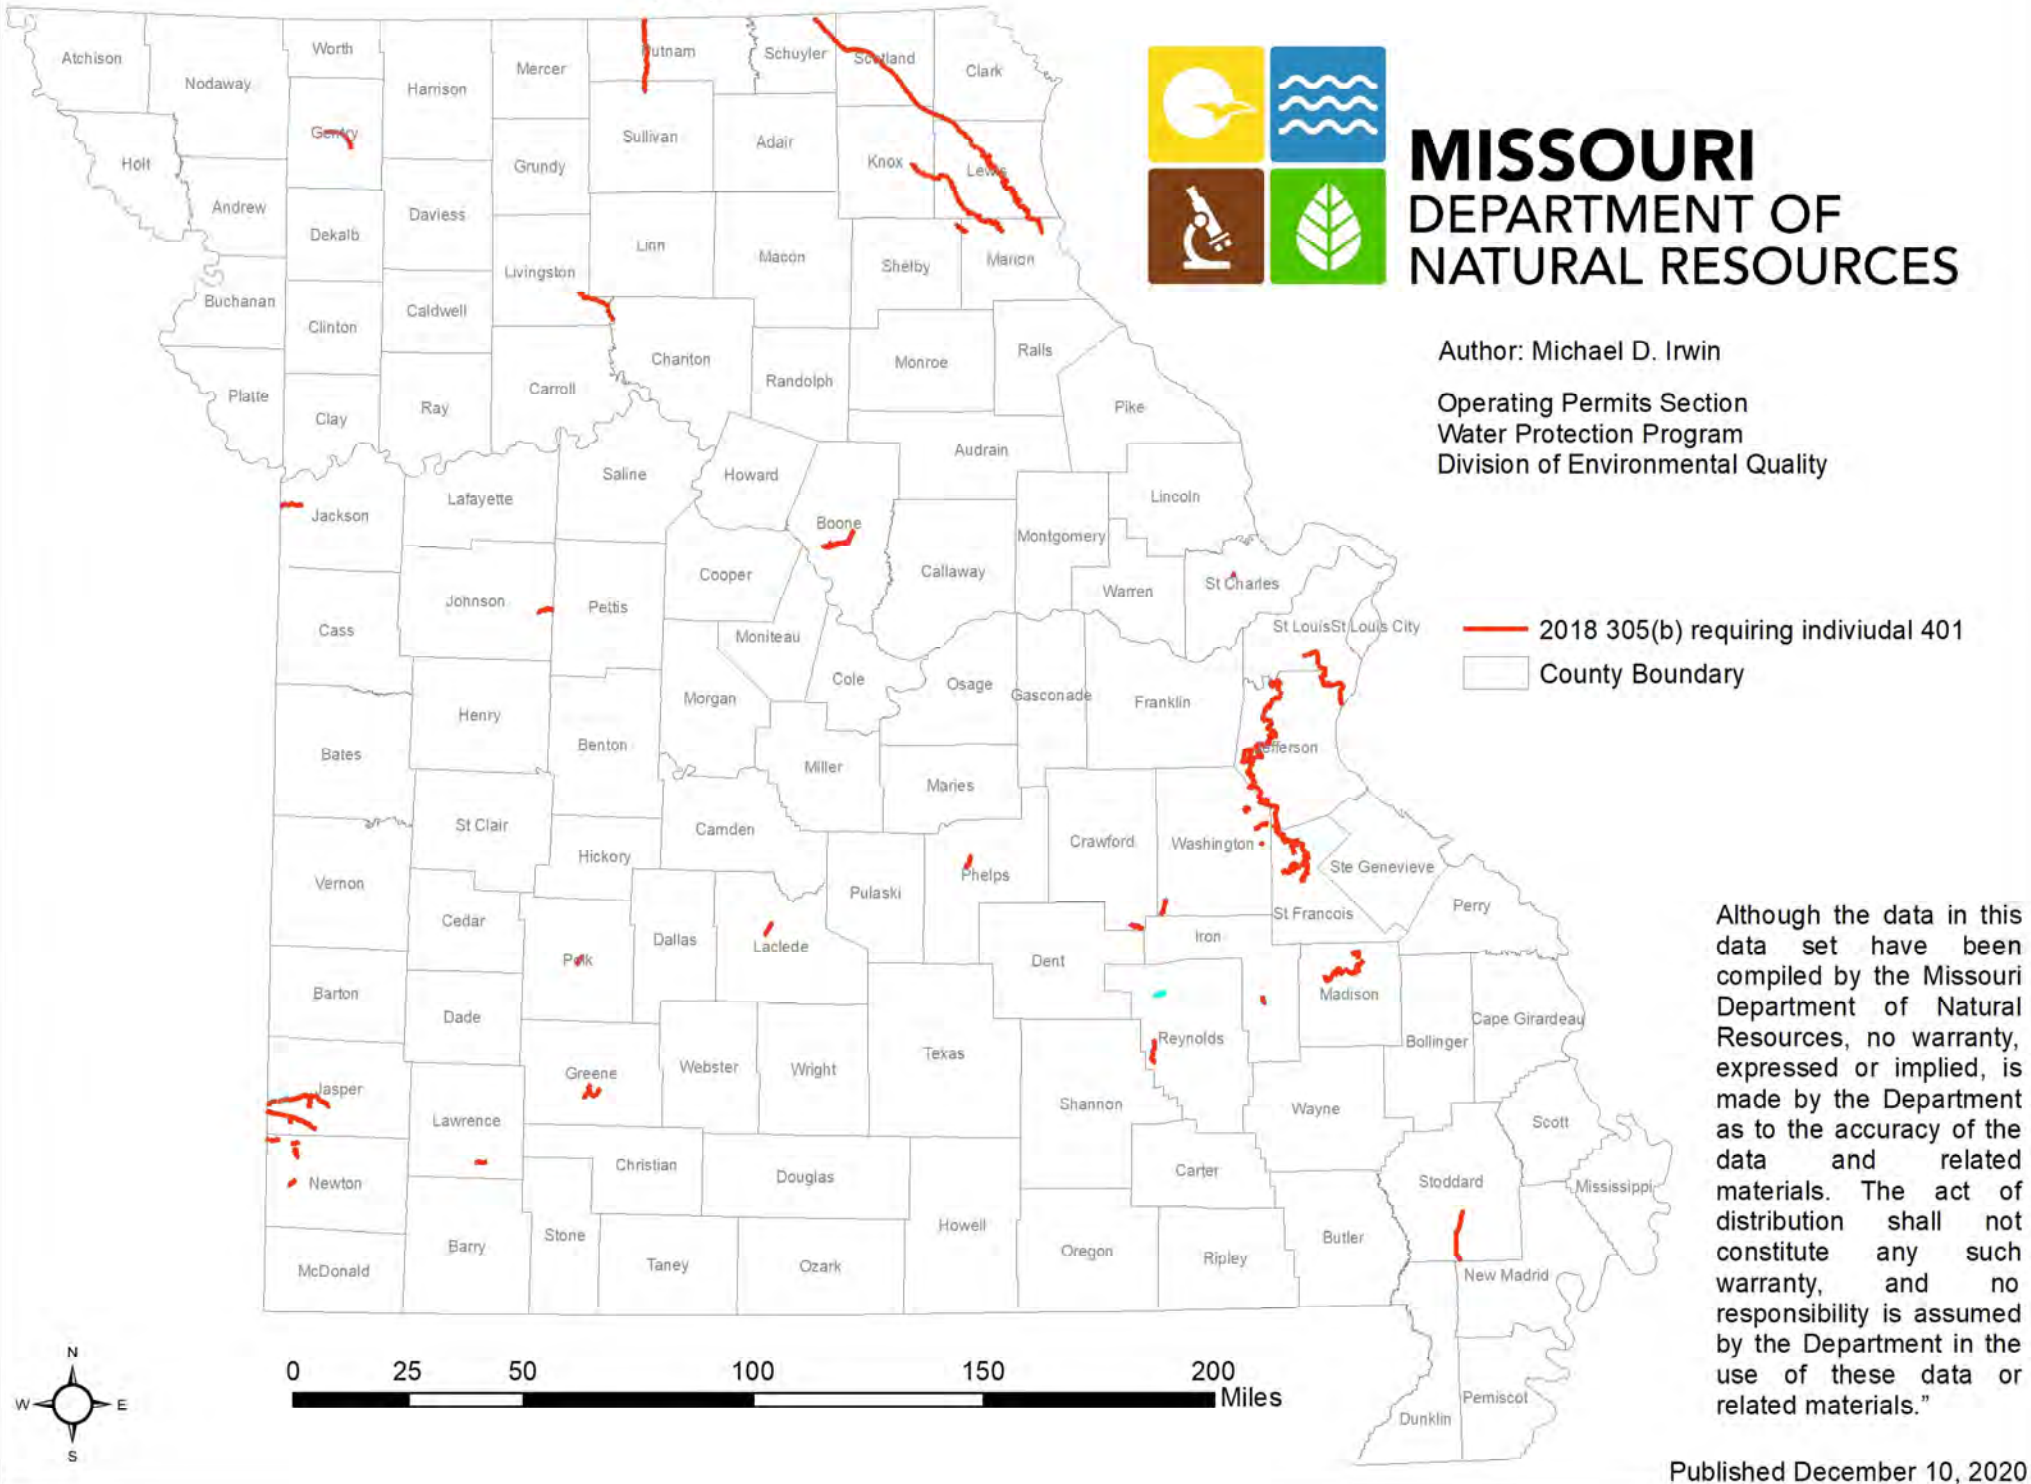 Atchison
Nodaway
Worth
Harrison
Mercer
Putnam
Schuyler
Scotland
Clark
Gentry
Holt
Andrew
Dekalb
Daviess
Grundy
Sullivan
Adair
Knox
Lewis
Linn
Macon
Shelby
Marion
Livingston
Buchanan
Clinton
Caldwell
Chariton
Randolph
Monroe
Ralls
Platte
Clay
Ray
Carroll
Pike
Audrain
Saline
Howard
Lafayette
Jackson
Boone
Lincoln
Montgomery
Callaway
Cooper
Warren
St Charles
Johnson
Pettis
Cass
Moniteau
St Louis
St Louis City
Cole
Osage
Gasconade
Franklin
Morgan
Henry
Benton
Bates
Miller
Maries
Jefferson
St Clair
Camden
Hickory
Crawford
Washington
Ste Genevieve
Vernon
Pulaski
Phelps
Cedar
Polk
Dallas
Laclede
Dent
Iron
St Francois
Perry
Barton
Dade
Madison
Cape Girardeau
Bollinger
Reynolds
Texas
Webster
Wright
Greene
Jasper
Lawrence
Shannon
Wayne
Scott
Christian
Douglas
Carter
Stoddard
Mississippi
Newton
Howell
Stone
Barry
McDonald
Taney
Ozark
Oregon
Ripley
Butler
New Madrid
Dunklin
Pemiscot
MISSOURI
DEPARTMENT OF
NATURAL RESOURCES
Author: Michael D. Irwin
Operating Permits Section
Water Protection Program
Division of Environmental Quality
2018 305(b) requiring indiviudal 401
County Boundary
Although the data in this
data set have been
compiled by the Missouri
Department of Natural
Resources, no warranty,
expressed or implied, is
made by the Department
as to the accuracy of the
data and related
materials. The act of
distribution shall not
constitute any such
warranty, and no
responsibility is assumed
by the Department in the
use of these data or
related materials.”
N
W E
S
0 25 50 100 150 200
Miles
Published December 10, 2020